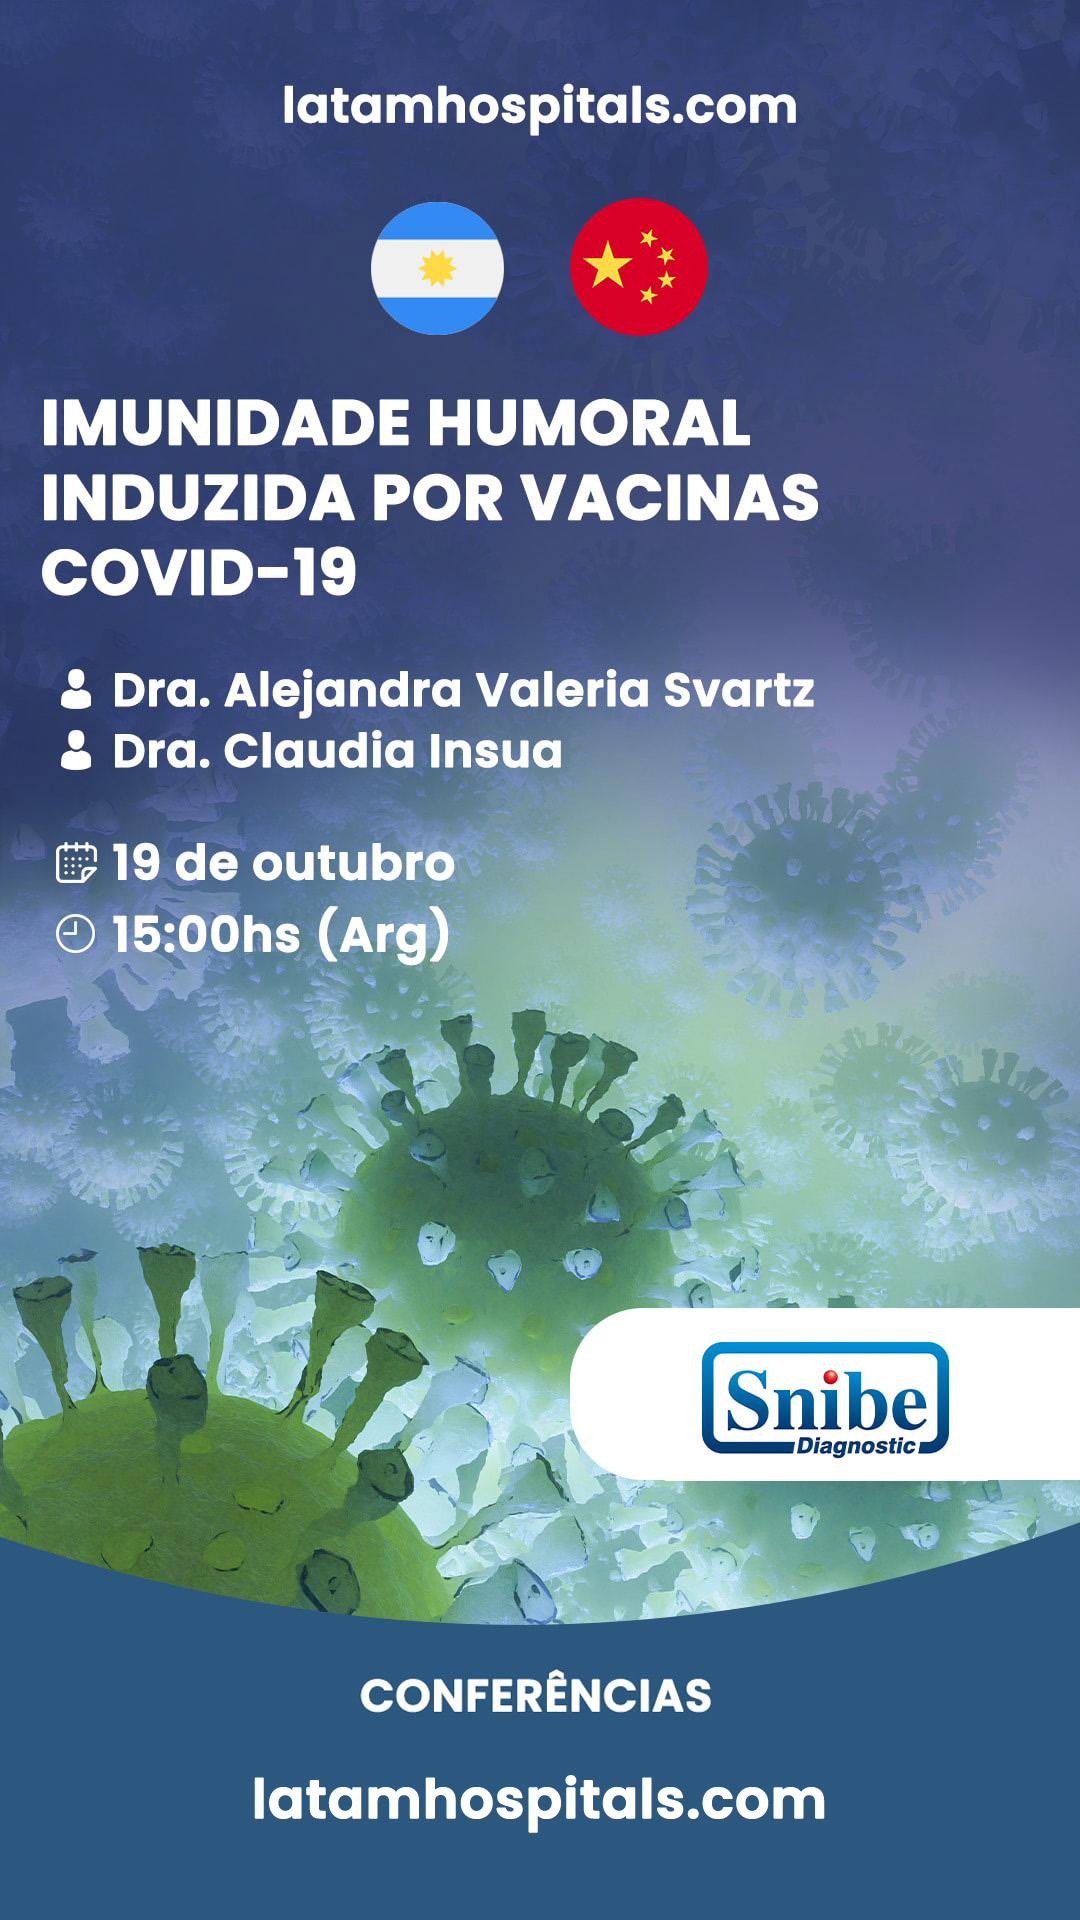 latamhospitals.com
IMUNIDADE HUMORAL
INDUZIDA POR VACINAS
COVID-19
Dra. Alejandra Valeria Svartz
Dra. Claudia Insua
19 de outubro
15:00hs (Arg)
Snibe
Diagnostic
CONFERÊNCIAS
latamhospitals.com